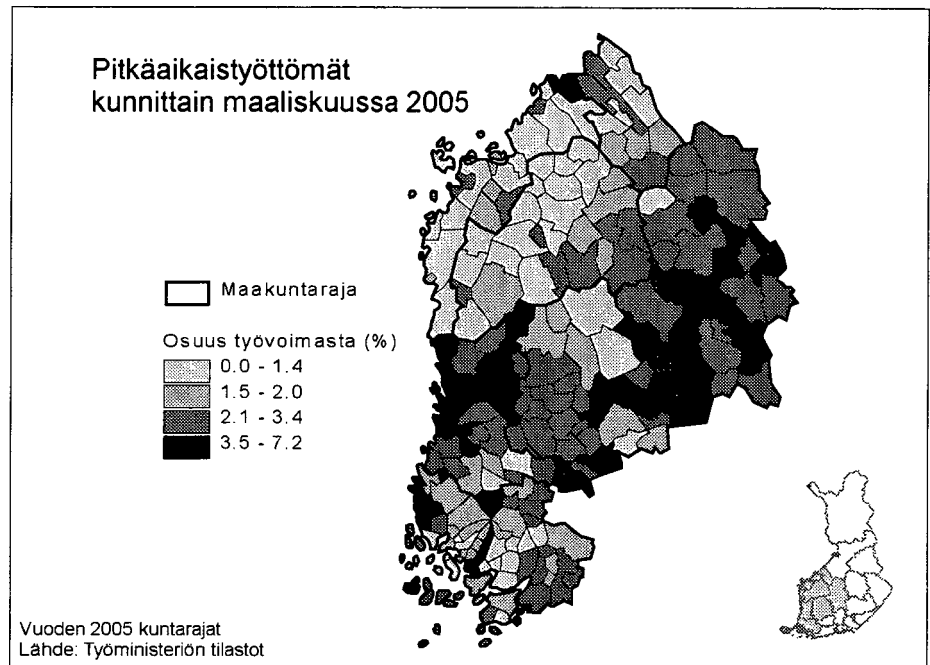 Pitkäaikaistyöttömät
kunnittain maaliskuussa 2005
Maakuntaraja
Osuus työvoimasta (%)
0.0 - 1.4
1.5 - 2.0
2.1 - 3.4
3.5 - 7.2
Vuoden 2005 kuntarajat
Lähde: Työministeriön tilastot